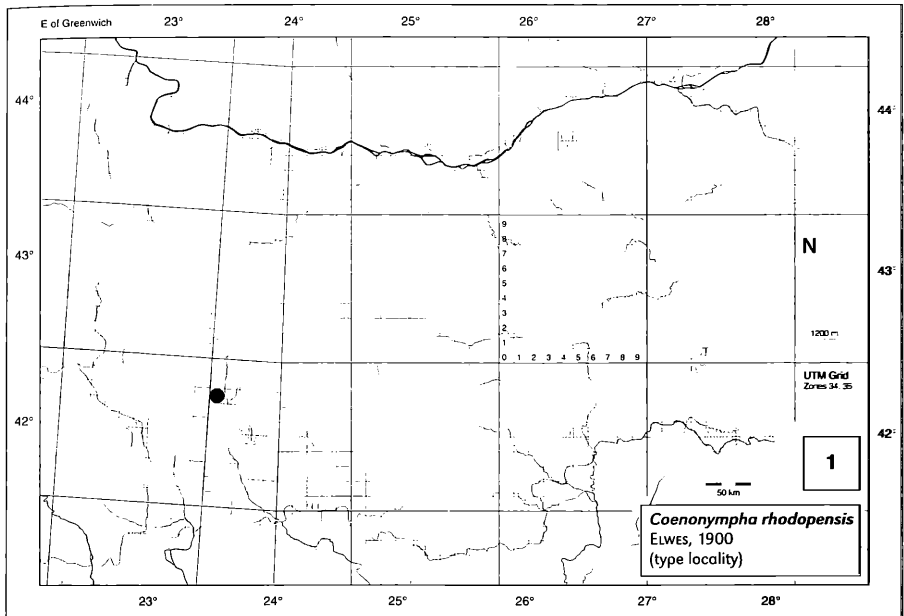 E of Greenwich 23° 24° 25° 26° 27° 28°
44° 44°
9
8
7
6
5
4
3
2
1
0 1 2 3 4 5 6 7 8 9
43° 43°
N
1200 m
UTM Grid
Zones 34, 35
42° 42°
1
50 km
Coenonympha rhodopensis
ELWES, 1900
(type locality)
23° 24° 25° 26° 27° 28°